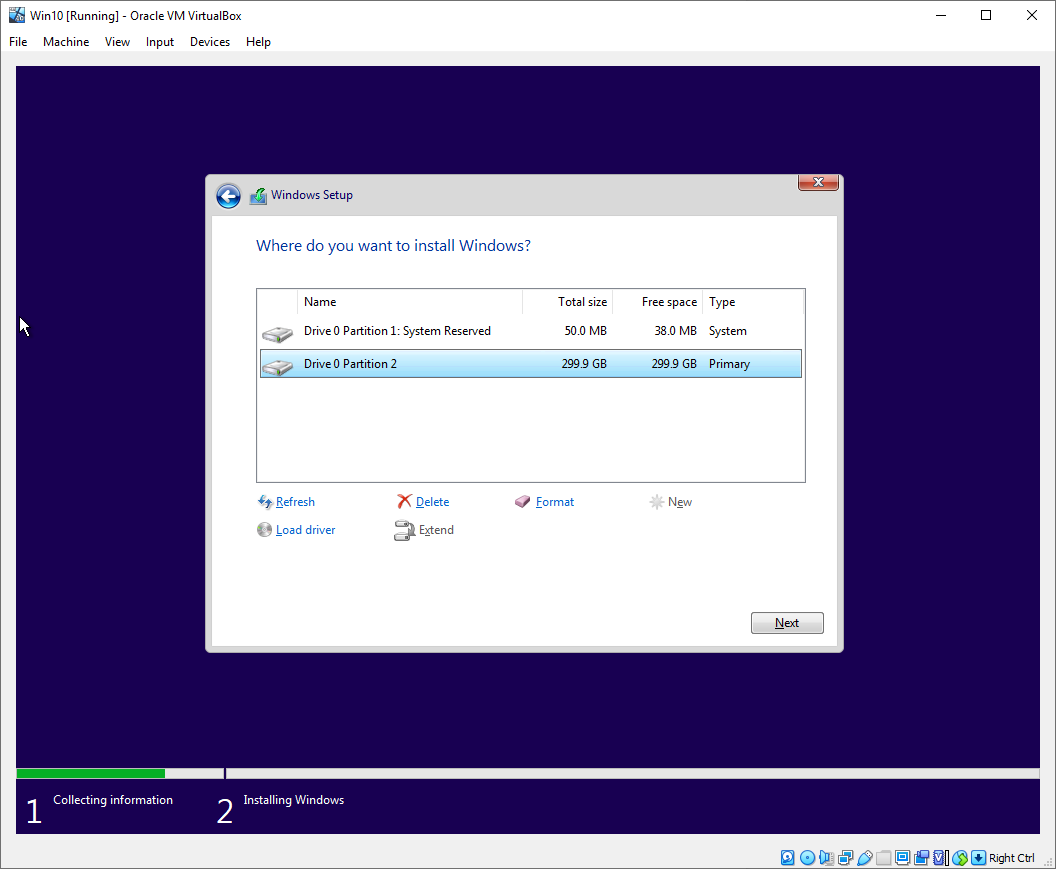 Win10 [Running] - Oracle VM VirtualBox
File Machine View Input Devices Help
Windows Setup
Where do you want to install Windows?
Name Total size Free space Type
Drive 0 Partition 1: System Reserved 50.0 MB 38.0 MB System
Drive 0 Partition 2 299.9 GB 299.9 GB Primary
Refresh Delete Format New
Load driver Extend
Next
1 Collecting information 2 Installing Windows
Right Ctrl